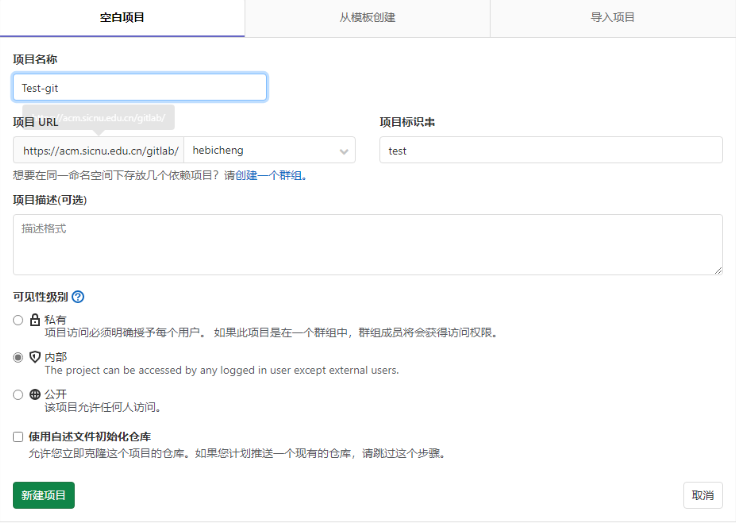 空白项目
从模板创建
导入项目
项目名称
Test-git
https://acm.sicnu.edu.cn/gitlab/
项目 URL
项目标识串
https://acm.sicnu.edu.cn/gitlab/
hebicheng
test
想要在同一命名空间下存放几个依赖项目？请创建一个群组。
项目描述(可选)
描述格式
可见性级别
私有
项目访问必须明确授予每个用户。 如果此项目是在一个群组中，群组成员将会获得访问权限。
内部
The project can be accessed by any logged in user except external users.
公开
该项目允许任何人访问。
使用自述文件初始化仓库
允许您立即克隆这个项目的仓库。如果您计划推送一个现有的仓库，请跳过这个步骤。
新建项目
取消